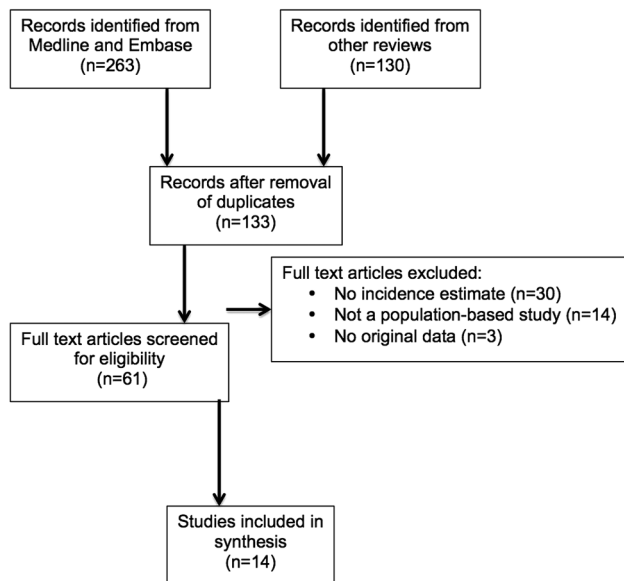 Records identified from
Medline and Embase
(n=263)
Records identified from
other reviews
(n=130)
Records after removal
of duplicates
(n=133)
Full text articles excluded:
• No incidence estimate (n=30)
• Not a population-based study (n=14)
• No original data (n=3)
Full text articles screened
for eligibility
(n=61)
Studies included in
synthesis
(n=14)